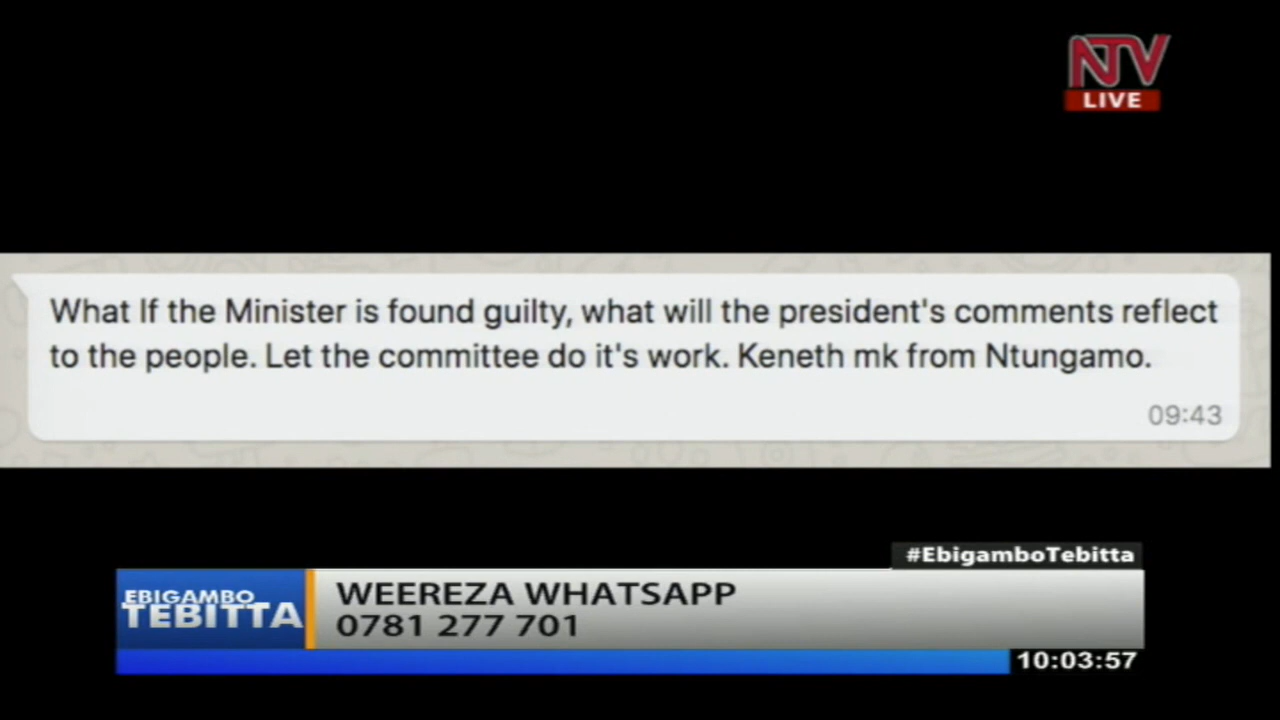 NTV
LIVE
What If the Minister is found guilty, what will the president's comments reflect
to the people. Let the committee do it's work. Keneth mk from Ntungamo.
09:43
#EbigamboTebitta
EBIGAMBO
TEBITTA
WEEREZA WHATSAPP
0781 277 701
10:03:57